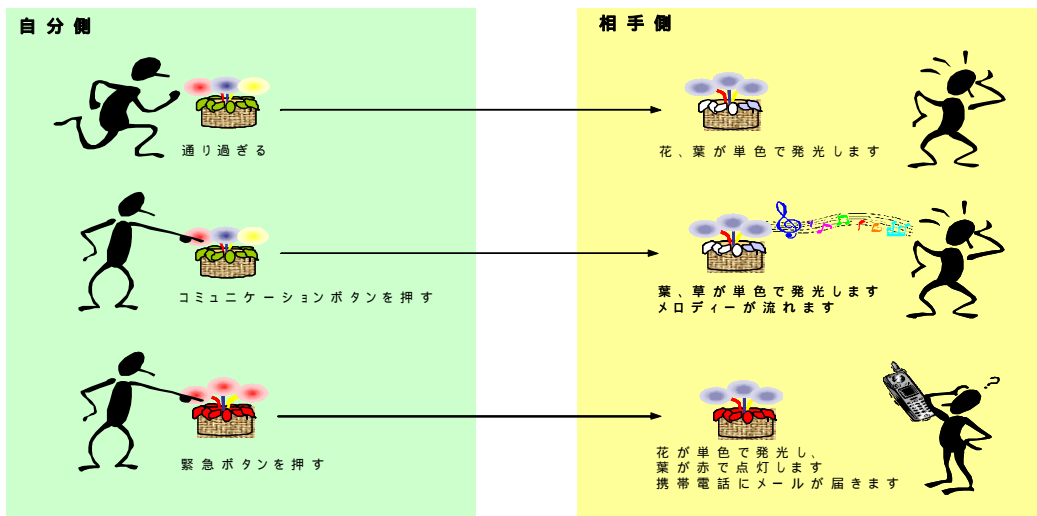 自分側
相手側
通り過ぎる
花、葉が単色で発光します
コミュニケーションボタンを押す
葉、草が単色で発光します
メロディーが流れます
緊急ボタンを押す
花が単色で発光し、
葉が赤で点灯します
携帯電話にメールが届きます